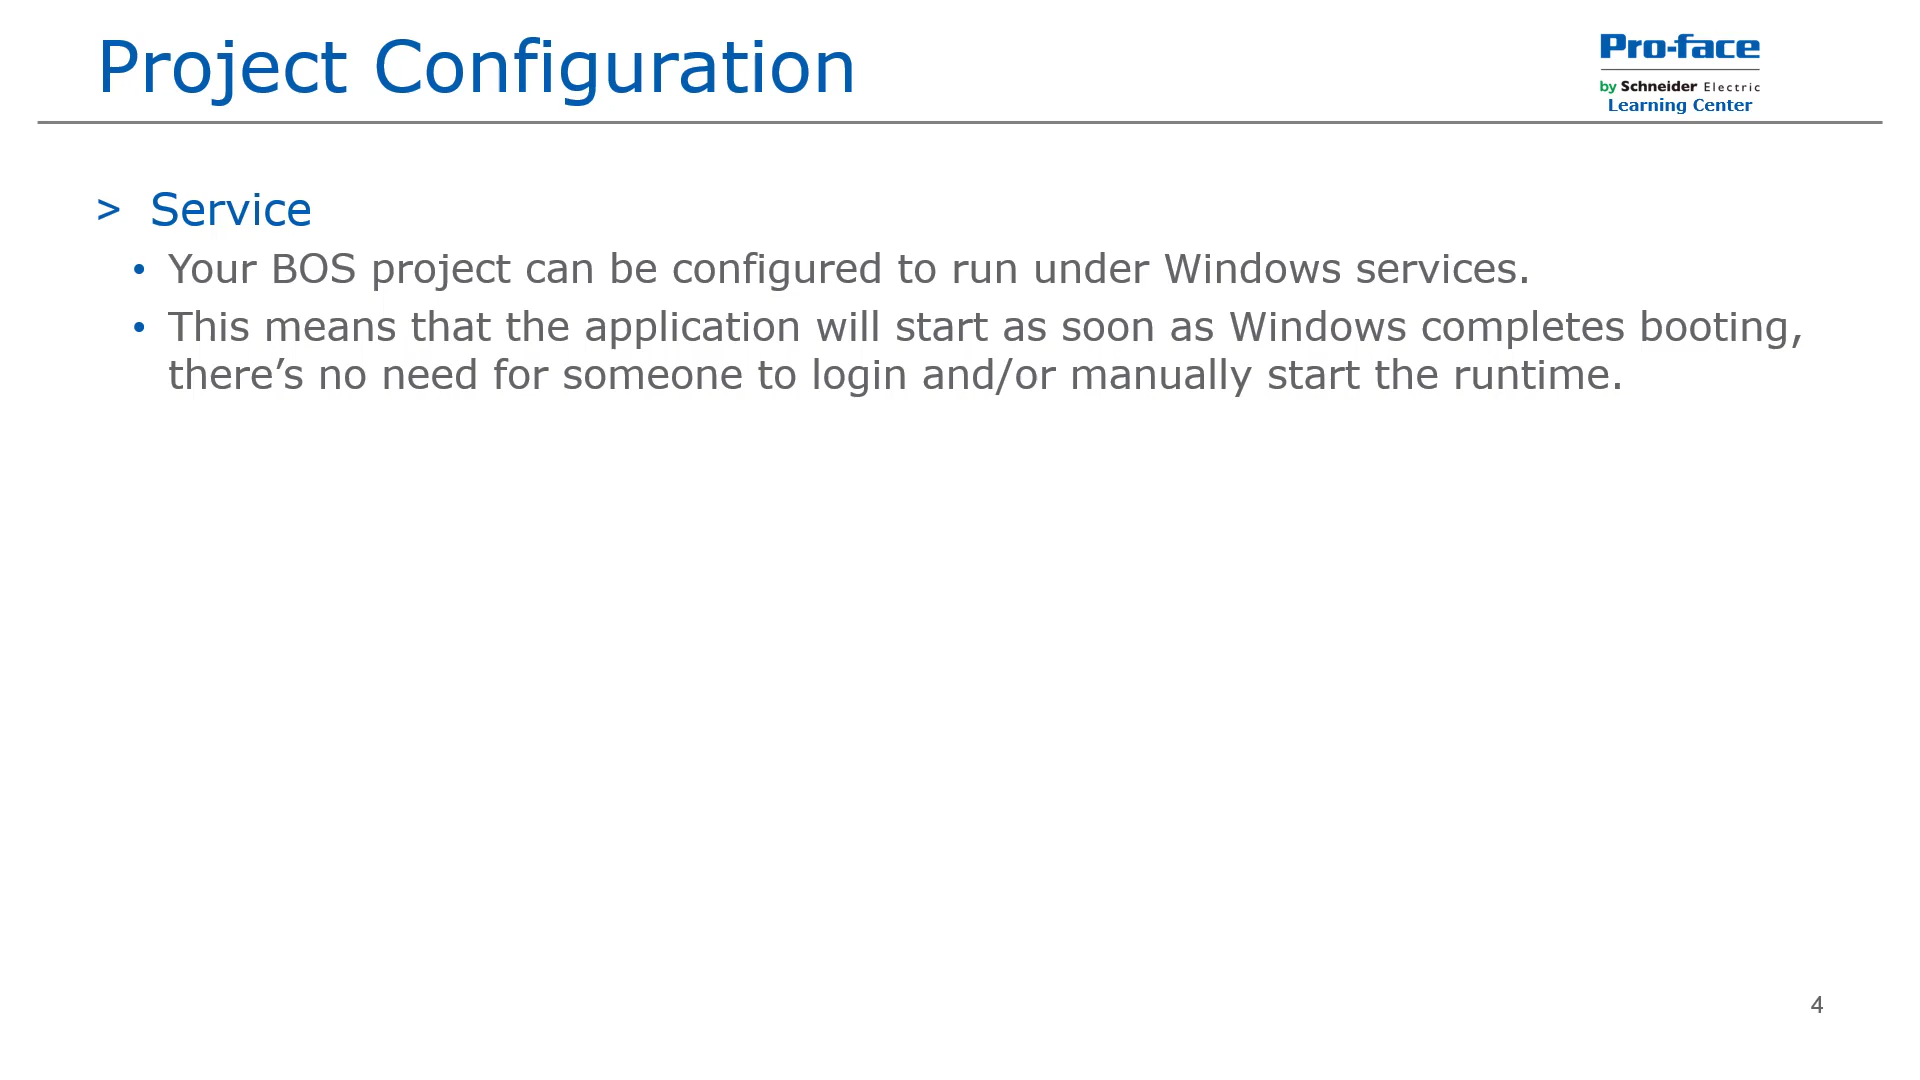 Project Configuration
Pro-face
by Schneider Electric
Learning Center
> Service
• Your BOS project can be configured to run under Windows services.
• This means that the application will start as soon as Windows completes booting,
there’s no need for someone to login and/or manually start the runtime.
4